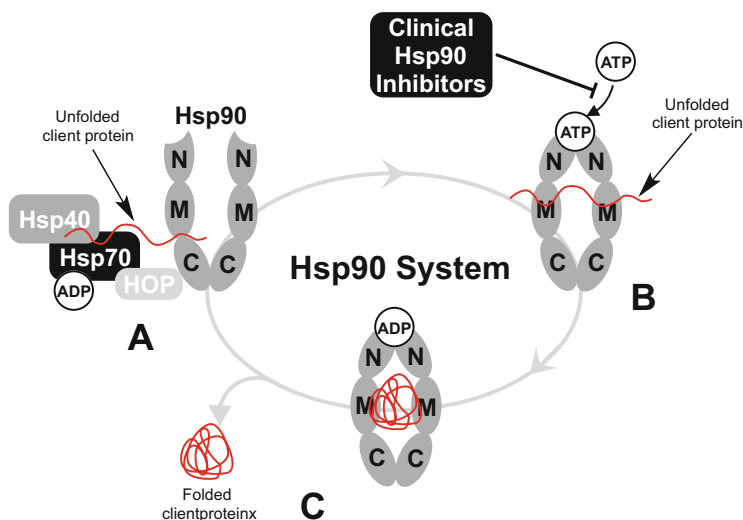 Clinical
Hsp90
Inhibitors
ATP
ATP
Unfolded
client protein
Hsp90
Unfolded
client protein
N
N
N
N
M
M
M
M
Hsp40
Hsp70
HOP
ADP
C
C
C
C
Hsp90 System
A
B
ADP
N
N
M
M
C
C
Folded
clientproteinx
C